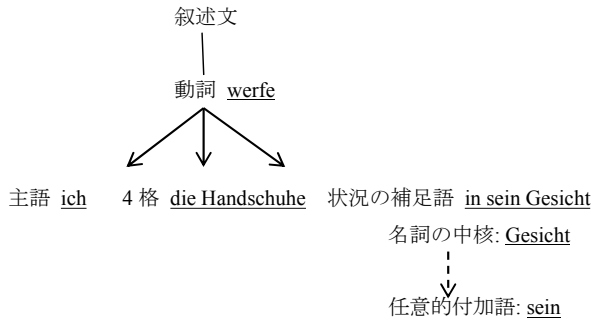 叙述文
動詞 werfe
主語 ich 4 格 die Handschuhe 状況の補足語 in sein Gesicht
名詞の中核: Gesicht
任意的付加語: sein